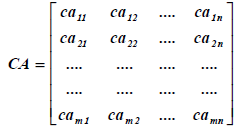 ca₁₁ ca₁₂ .... ca₁ₙ
ca₂₁ ca₂₂ .... ca₂ₙ
CA = .... .... .... ....
.... .... .... ....
caₘ₁ caₘ₂ .... caₘₙ